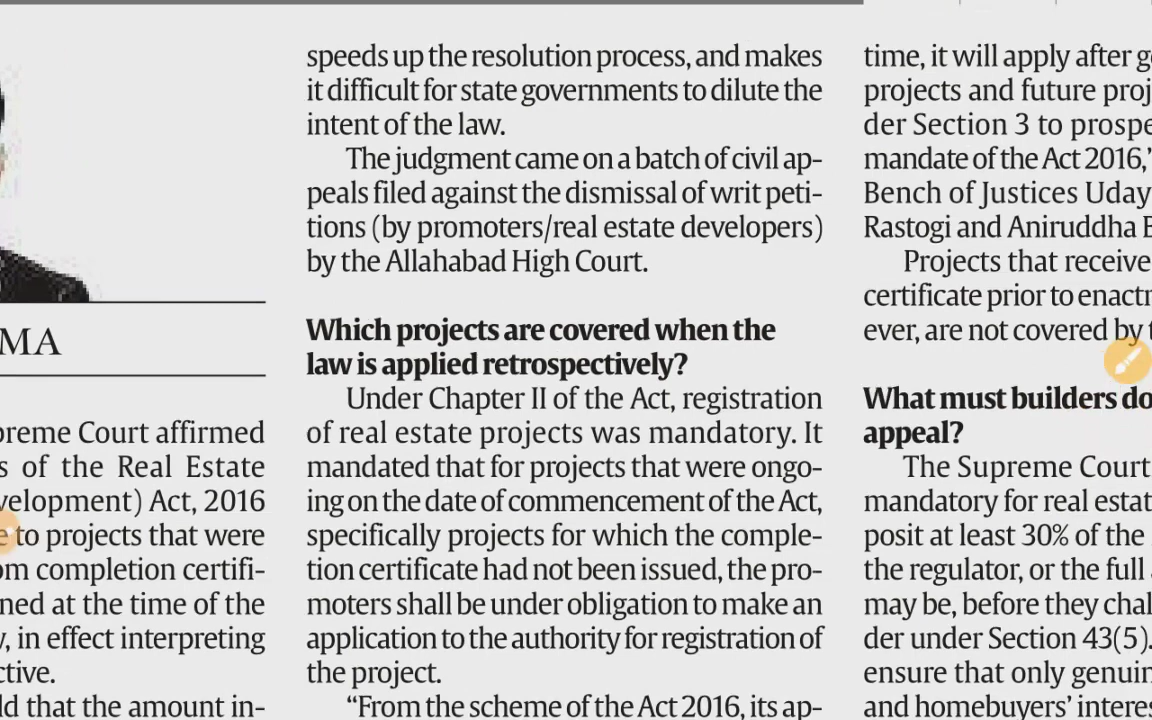 MA
preme Court affirmed
s of the Real Estate
velopment) Act, 2016
e to projects that were
om completion certifi-
ned at the time of the
, in effect interpreting
ctive.
ld that the amount in-
speeds up the resolution process, and makes
it difficult for state governments to dilute the
intent of the law.
The judgment came on a batch of civil ap-
peals filed against the dismissal of writ peti-
tions (by promoters/real estate developers)
by the Allahabad High Court.
Which projects are covered when the
law is applied retrospectively?
Under Chapter II of the Act, registration
of real estate projects was mandatory. It
mandated that for projects that were ongo-
ing on the date of commencement of the Act,
specifically projects for which the comple-
tion certificate had not been issued, the pro-
moters shall be under obligation to make an
application to the authority for registration of
the project.
“From the scheme of the Act 2016, its ap-
time, it will apply after g
projects and future proj
der Section 3 to prospe
mandate of the Act 2016,’
Bench of Justices Uday
Rastogi and Aniruddha B
Projects that receive
certificate prior to enactm
ever, are not covered by t
What must builders do
appeal?
The Supreme Court
mandatory for real estat
posit at least 30% of the
the regulator, or the full
may be, before they chal
der under Section 43(5).
ensure that only genuin
and homebuyers’ interes